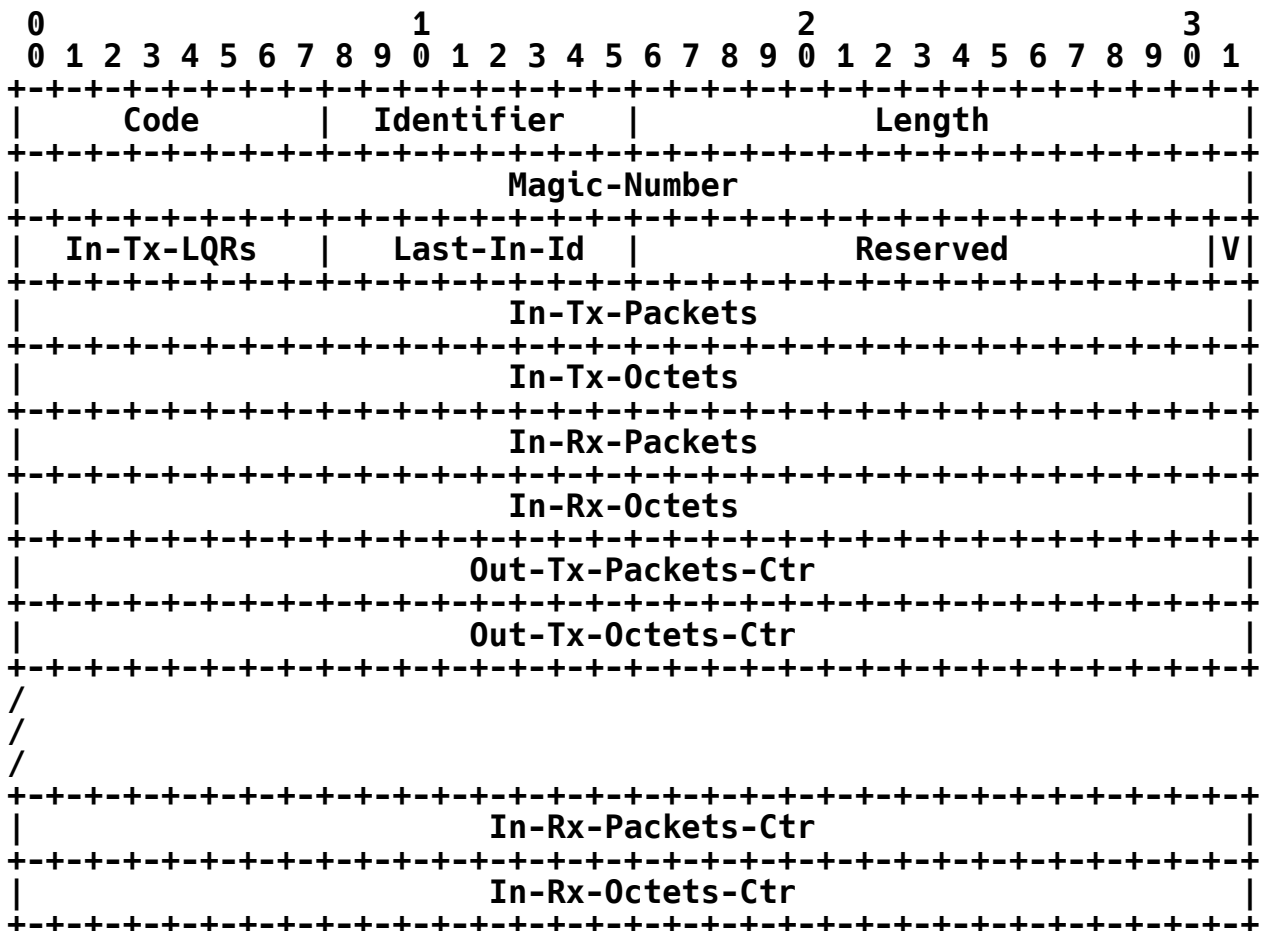 0                   1                   2                   3
 0 1 2 3 4 5 6 7 8 9 0 1 2 3 4 5 6 7 8 9 0 1 2 3 4 5 6 7 8 9 0 1
+-+-+-+-+-+-+-+-+-+-+-+-+-+-+-+-+-+-+-+-+-+-+-+-+-+-+-+-+-+-+-+-+
|     Code      |  Identifier   |            Length             |
+-+-+-+-+-+-+-+-+-+-+-+-+-+-+-+-+-+-+-+-+-+-+-+-+-+-+-+-+-+-+-+-+
|                         Magic-Number                          |
+-+-+-+-+-+-+-+-+-+-+-+-+-+-+-+-+-+-+-+-+-+-+-+-+-+-+-+-+-+-+-+-+
|  In-Tx-LQRs   |   Last-In-Id  |           Reserved          |V|
+-+-+-+-+-+-+-+-+-+-+-+-+-+-+-+-+-+-+-+-+-+-+-+-+-+-+-+-+-+-+-+-+
|                         In-Tx-Packets                         |
+-+-+-+-+-+-+-+-+-+-+-+-+-+-+-+-+-+-+-+-+-+-+-+-+-+-+-+-+-+-+-+-+
|                         In-Tx-Octets                          |
+-+-+-+-+-+-+-+-+-+-+-+-+-+-+-+-+-+-+-+-+-+-+-+-+-+-+-+-+-+-+-+-+
|                         In-Rx-Packets                         |
+-+-+-+-+-+-+-+-+-+-+-+-+-+-+-+-+-+-+-+-+-+-+-+-+-+-+-+-+-+-+-+-+
|                         In-Rx-Octets                          |
+-+-+-+-+-+-+-+-+-+-+-+-+-+-+-+-+-+-+-+-+-+-+-+-+-+-+-+-+-+-+-+-+
|                       Out-Tx-Packets-Ctr                      |
+-+-+-+-+-+-+-+-+-+-+-+-+-+-+-+-+-+-+-+-+-+-+-+-+-+-+-+-+-+-+-+-+
|                       Out-Tx-Octets-Ctr                       |
+-+-+-+-+-+-+-+-+-+-+-+-+-+-+-+-+-+-+-+-+-+-+-+-+-+-+-+-+-+-+-+-+
/
/
/
+-+-+-+-+-+-+-+-+-+-+-+-+-+-+-+-+-+-+-+-+-+-+-+-+-+-+-+-+-+-+-+-+
|                        In-Rx-Packets-Ctr                      |
+-+-+-+-+-+-+-+-+-+-+-+-+-+-+-+-+-+-+-+-+-+-+-+-+-+-+-+-+-+-+-+-+
|                        In-Rx-Octets-Ctr                       |
+-+-+-+-+-+-+-+-+-+-+-+-+-+-+-+-+-+-+-+-+-+-+-+-+-+-+-+-+-+-+-+-+